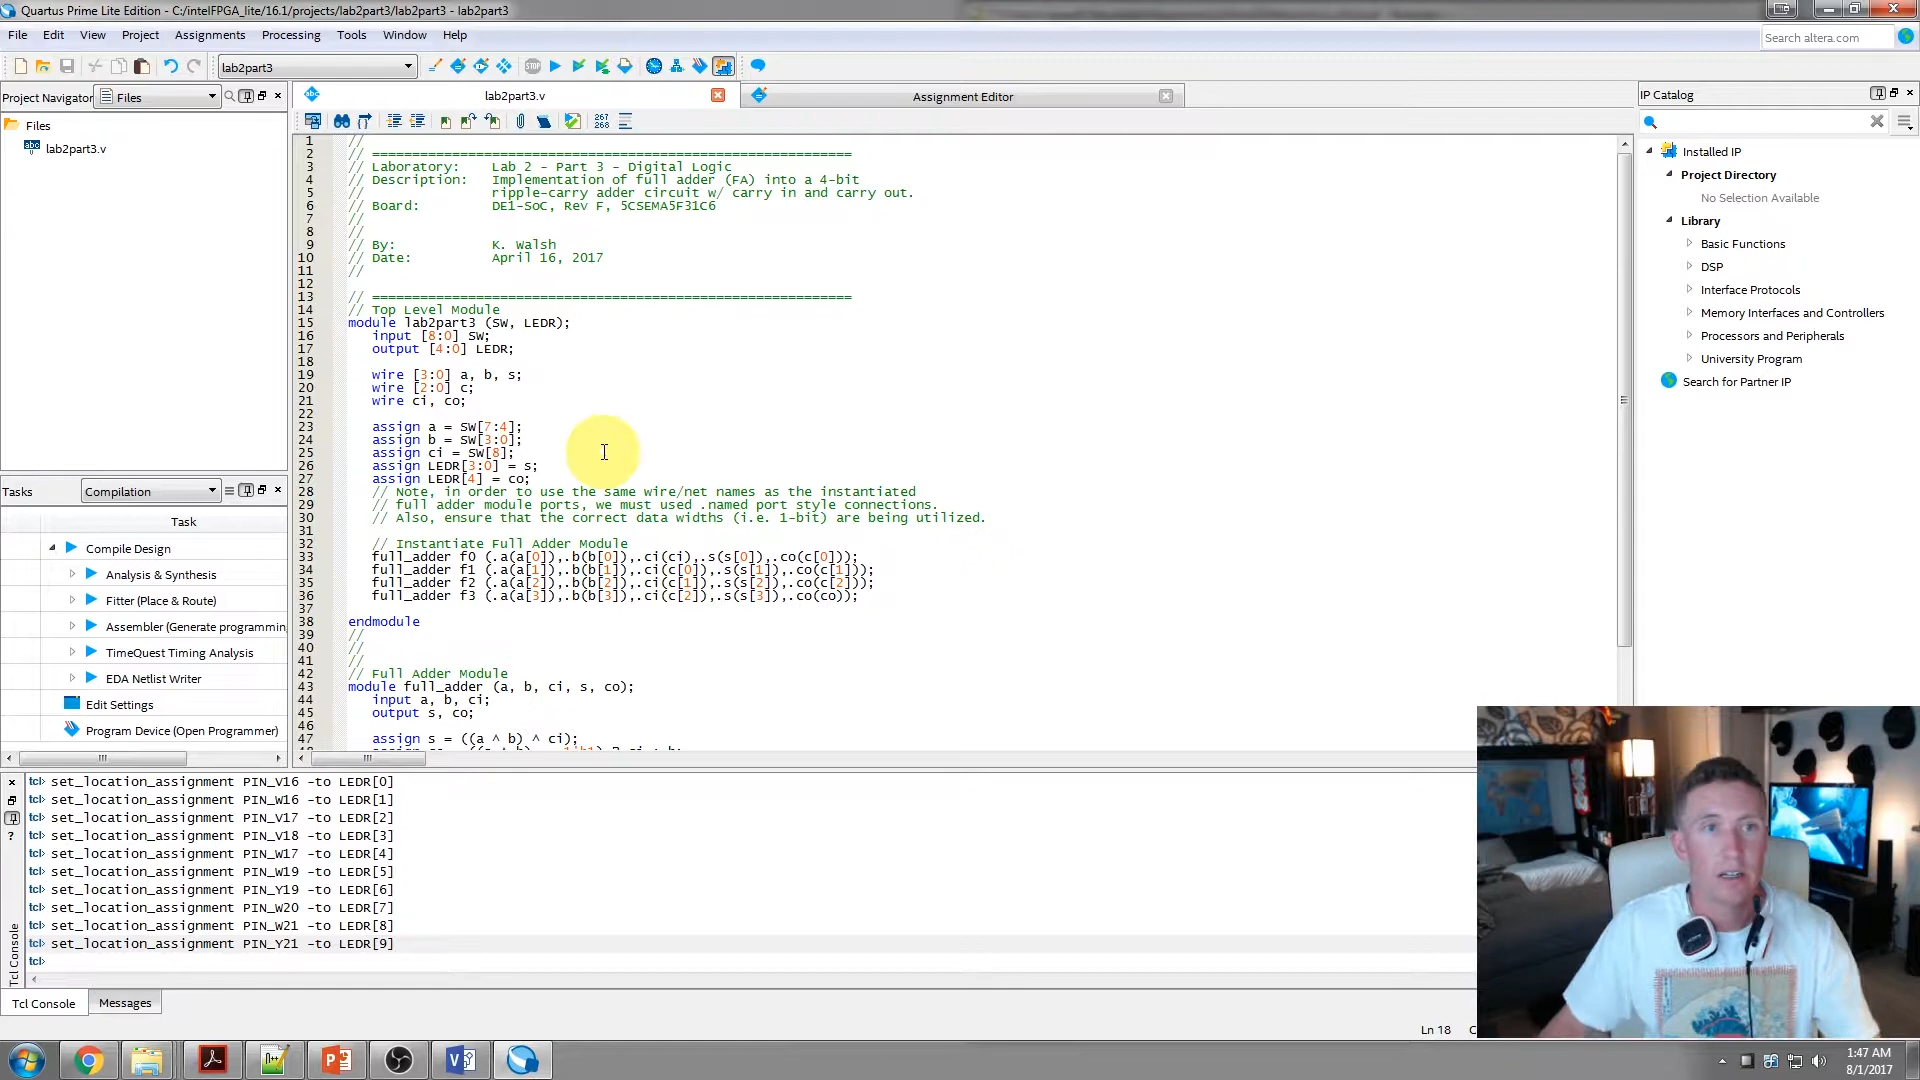 Quartus Prime Lite Edition - C:/intelFPGA_lite/16.1/projects/lab2part3/lab2part3 - lab2part3
File Edit View Project Assignments Processing Tools Window Help
Search altera.com
lab2part3
Project Navigator Files
lab2part3.v
Assignment Editor
IP Catalog
267
268
Files
lab2part3.v
Installed IP
Project Directory
No Selection Available
Library
Basic Functions
DSP
Interface Protocols
Memory Interfaces and Controllers
Processors and Peripherals
University Program
Search for Partner IP
1 //
2 // ============================================================
3 // Laboratory: Lab 2 - Part 3 - Digital Logic
4 // Description: Implementation of full adder (FA) into a 4-bit
5 // ripple-carry adder circuit w/ carry in and carry out.
6 // Board: DE1-SoC, Rev F, 5CSEMA5F31C6
7 //
8 //
9 // By: K. Walsh
10 // Date: April 16, 2017
11 //
12
13 // ============================================================
14 // Top Level Module
15 module lab2part3 (SW, LEDR);
16 input [8:0] SW;
17 output [4:0] LEDR;
18
19 wire [3:0] a, b, s;
20 wire [2:0] c;
21 wire ci, co;
22
23 assign a = SW[7:4];
24 assign b = SW[3:0];
25 assign ci = SW[8];
26 assign LEDR[3:0] = s;
27 assign LEDR[4] = co;
28 // Note, in order to use the same wire/net names as the instantiated
29 // full adder module ports, we must used .named port style connections.
30 // Also, ensure that the correct data widths (i.e. 1-bit) are being utilized.
31
32 // Instantiate Full Adder Module
33 full_adder f0 (.a(a[0]),.b(b[0]),.ci(ci),.s(s[0]),.co(c[0]));
34 full_adder f1 (.a(a[1]),.b(b[1]),.ci(c[0]),.s(s[1]),.co(c[1]));
35 full_adder f2 (.a(a[2]),.b(b[2]),.ci(c[1]),.s(s[2]),.co(c[2]));
36 full_adder f3 (.a(a[3]),.b(b[3]),.ci(c[2]),.s(s[3]),.co(co));
37
38 endmodule
39 //
40 //
41 //
42 // Full Adder Module
43 module full_adder (a, b, ci, s, co);
44 input a, b, ci;
45 output s, co;
46
47 assign s = ((a ^ b) ^ ci);
Tasks Compilation
Task
Compile Design
Analysis & Synthesis
Fitter (Place & Route)
Assembler (Generate programmin
TimeQuest Timing Analysis
EDA Netlist Writer
Edit Settings
Program Device (Open Programmer)
tcl> set_location_assignment PIN_V16 -to LEDR[0]
tcl> set_location_assignment PIN_W16 -to LEDR[1]
tcl> set_location_assignment PIN_V17 -to LEDR[2]
tcl> set_location_assignment PIN_V18 -to LEDR[3]
tcl> set_location_assignment PIN_W17 -to LEDR[4]
tcl> set_location_assignment PIN_W19 -to LEDR[5]
tcl> set_location_assignment PIN_Y19 -to LEDR[6]
tcl> set_location_assignment PIN_W20 -to LEDR[7]
tcl> set_location_assignment PIN_W21 -to LEDR[8]
tcl> set_location_assignment PIN_Y21 -to LEDR[9]
tcl>
Tcl Console
Tcl Console Messages
Ln 18
1:47 AM
8/1/2017